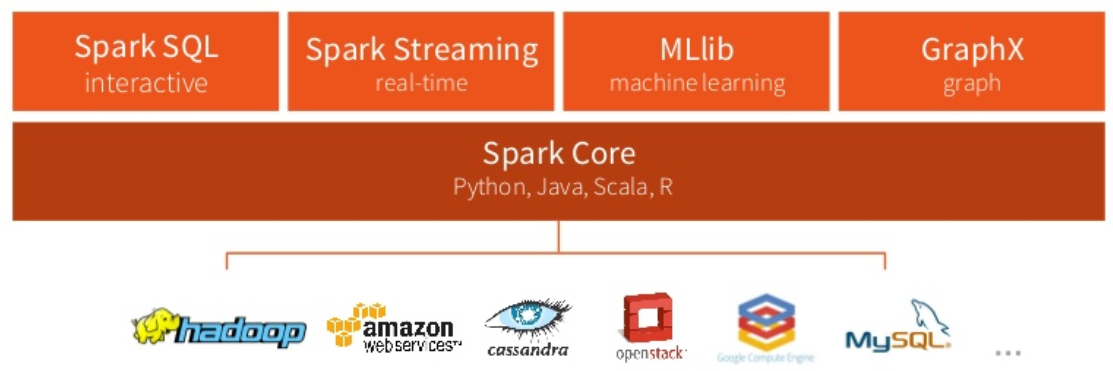 Spark SQL
interactive
Spark Streaming
real-time
MLlib
machine learning
GraphX
graph
Spark Core
Python, Java, Scala, R
hadoop
amazon
webservices™
cassandra
openstack
Google Compute Engine
MySQL®
...